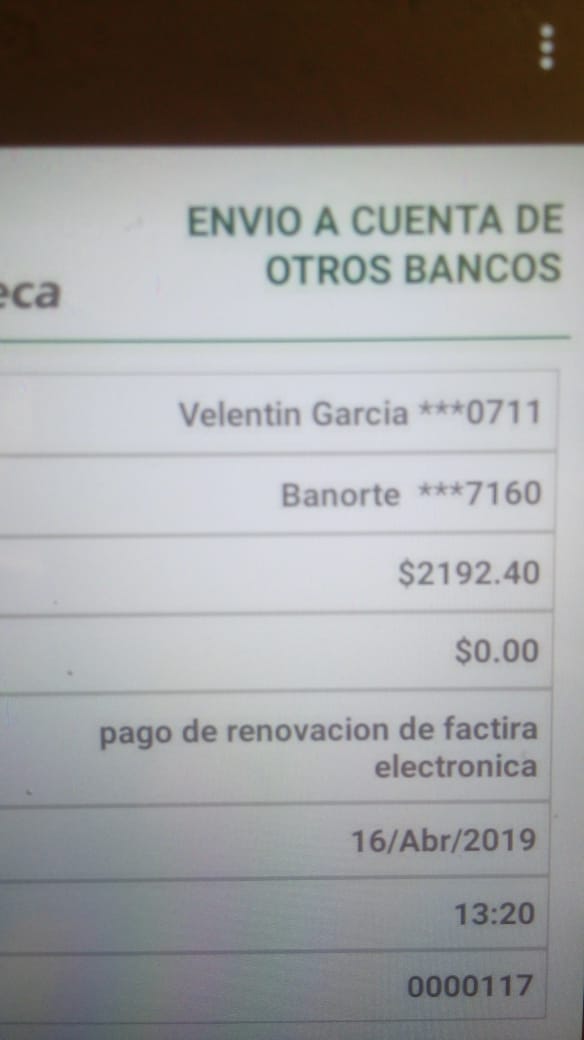 ENVIO A CUENTA DE
OTROS BANCOS
eca
Velentin Garcia ***0711
Banorte ***7160
$2192.40
$0.00
pago de renovacion de factira
electronica
16/Abr/2019
13:20
0000117